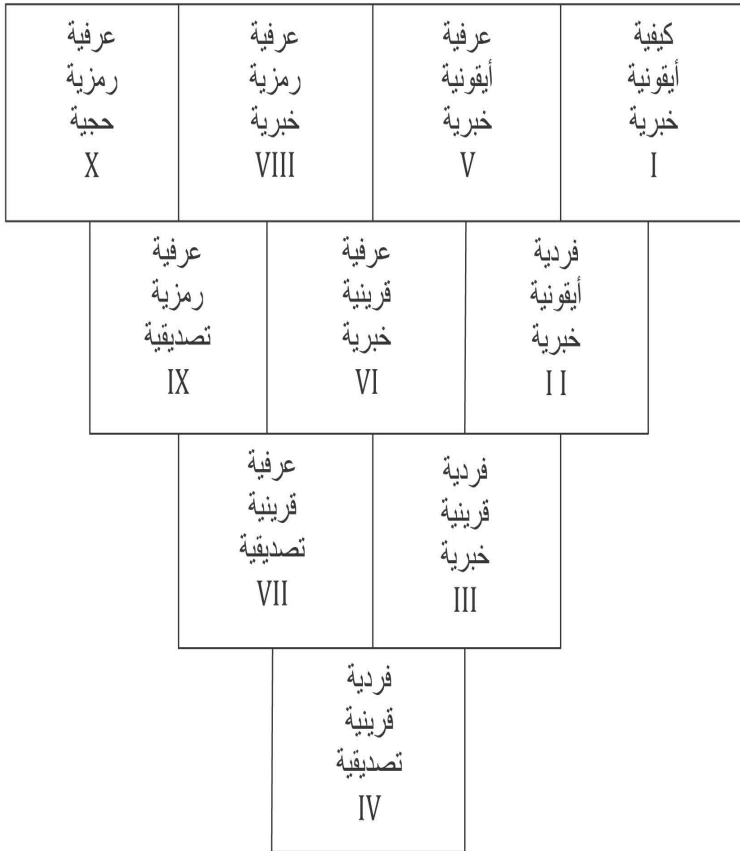 كيفية
أيقونية
خبرية
I
عرفية
أيقونية
خبرية
V
عرفية
رمزية
خبرية
VIII
عرفية
رمزية
حجية
X
فردية
أيقونية
خبرية
I I
عرفية
قرينية
خبرية
VI
عرفية
رمزية
تصديقية
IX
فردية
قرينية
خبرية
III
عرفية
قرينية
تصديقية
VII
فردية
قرينية
تصديقية
IV